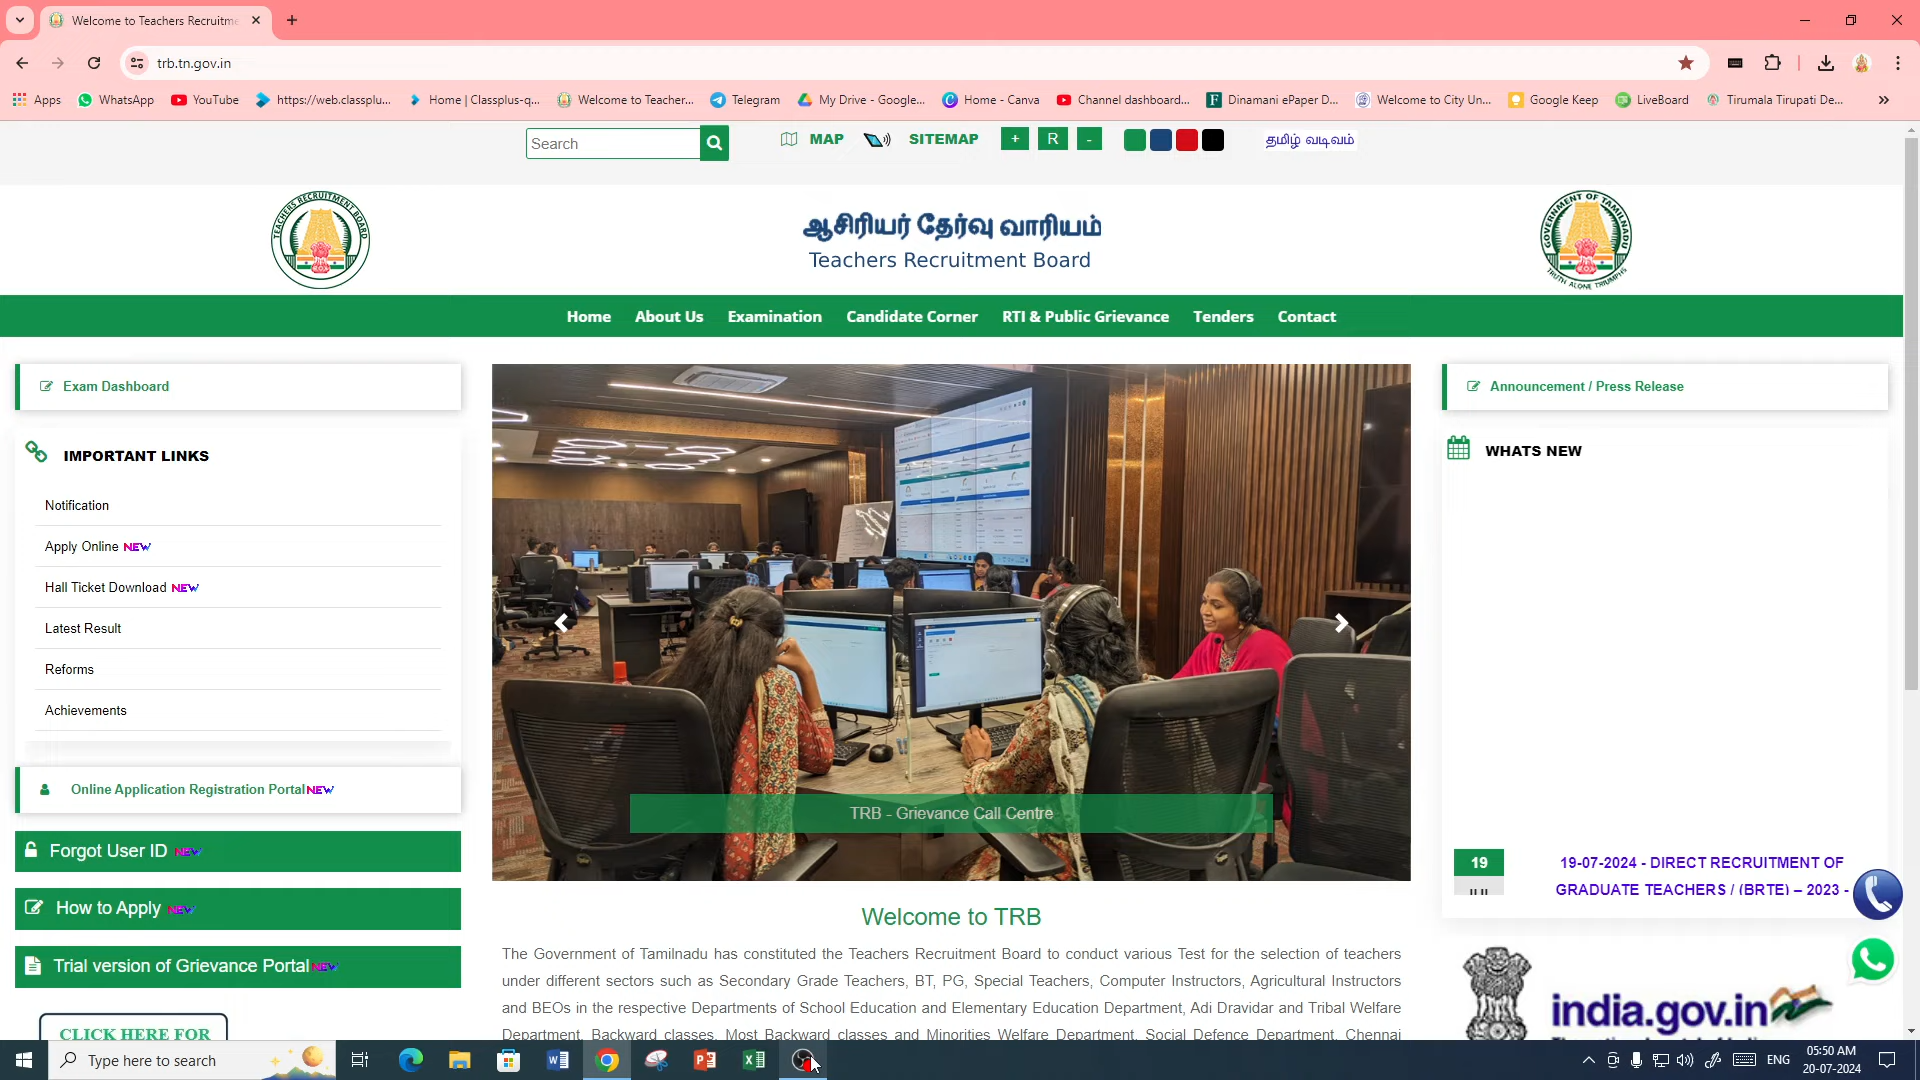 Welcome to Teachers Recruitme
trb.tn.gov.in
Apps
WhatsApp
YouTube
https://web.classplu...
Home | Classplus-q...
Welcome to Teacher...
Telegram
My Drive - Google...
Home - Canva
Channel dashboard...
Dinamani ePaper D...
Welcome to City Un...
Google Keep
LiveBoard
Tirumala Tirupati De...
Search
MAP
SITEMAP
+
R
-
தமிழ் வடிவம்
TEACHERS RECRUITMENT BOARD
ஆசிரியர் தேர்வு வாரியம்
Teachers Recruitment Board
GOVERNMENT OF TAMILNADU
TRUTH ALONE TRIUMPHS
Home
About Us
Examination
Candidate Corner
RTI & Public Grievance
Tenders
Contact
Exam Dashboard
IMPORTANT LINKS
Notification
Apply Online NEW
Hall Ticket Download NEW
Latest Result
Reforms
Achievements
Online Application Registration Portal NEW
Forgot User ID NEW
How to Apply NEW
Trial version of Grievance Portal NEW
CLICK HERE FOR
TRB - Grievance Call Centre
Welcome to TRB
The Government of Tamilnadu has constituted the Teachers Recruitment Board to conduct various Test for the selection of teachers
under different sectors such as Secondary Grade Teachers, BT, PG, Special Teachers, Computer Instructors, Agricultural Instructors
and BEOs in the respective Departments of School Education and Elementary Education Department, Adi Dravidar and Tribal Welfare
Department, Backward classes, Most Backward classes and Minorities Welfare Department, Social Defence Department, Chennai
Announcement / Press Release
WHATS NEW
19
19-07-2024 - DIRECT RECRUITMENT OF
GRADUATE TEACHERS / (BRTE) – 2023 -
india.gov.in
Type here to search
ENG
05:50 AM
20-07-2024